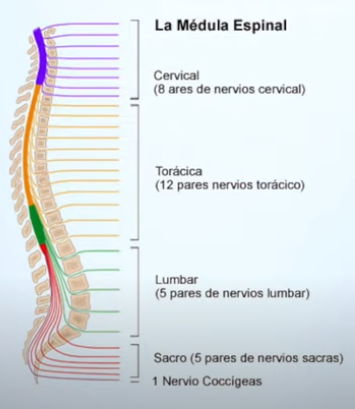 La Médula Espinal
Cervical
(8 ares de nervios cervical)
Torácica
(12 pares nervios torácico)
Lumbar
(5 pares de nervios lumbar)
Sacro (5 pares de nervios sacras)
1 Nervio Coccígeas